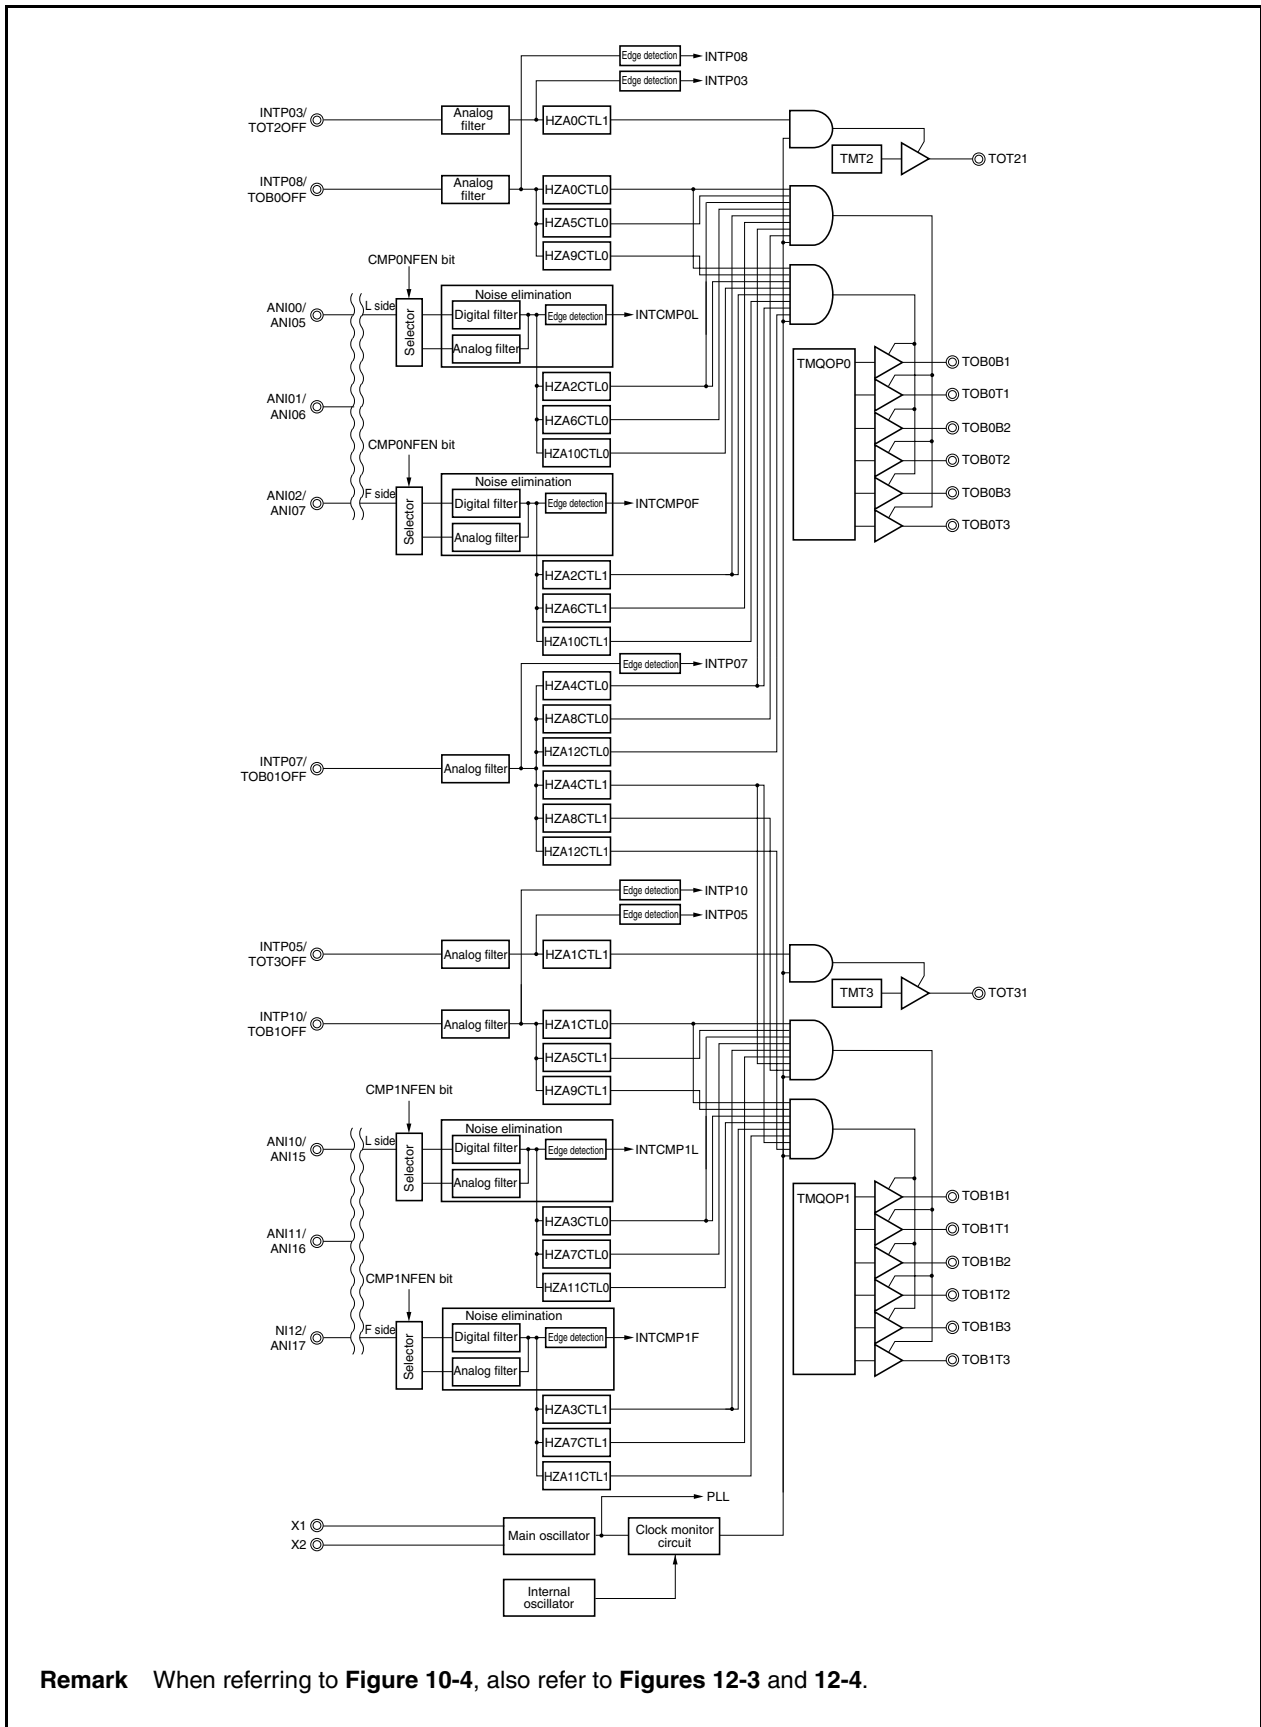 Edge detection INTP08
Edge detection INTP03
INTP03/
TOT2OFF
Analog
filter
HZA0CTL1
TMT2
TOT21
INTP08/
TOB0OFF
Analog
filter
HZA0CTL0
HZA5CTL0
HZA9CTL0
CMP0NFEN bit
ANI00/
ANI05
L side
Selector
Noise elimination
Digital filter
Edge detection
INTCMP0L
Analog filter
TMQOP0
TOB0B1
HZA2CTL0
TOB0T1
ANI01/
ANI06
HZA6CTL0
TOB0B2
CMP0NFEN bit
HZA10CTL0
TOB0T2
ANI02/
ANI07
F side
Selector
Noise elimination
Digital filter
Edge detection
INTCMP0F
TOB0B3
Analog filter
TOB0T3
HZA2CTL1
HZA6CTL1
HZA10CTL1
Edge detection INTP07
HZA4CTL0
HZA8CTL0
HZA12CTL0
INTP07/
TOB01OFF
Analog filter
HZA4CTL1
HZA8CTL1
HZA12CTL1
Edge detection INTP10
Edge detection INTP05
INTP05/
TOT3OFF
Analog filter
HZA1CTL1
TMT3
TOT31
INTP10/
TOB1OFF
Analog filter
HZA1CTL0
HZA5CTL1
HZA9CTL1
CMP1NFEN bit
ANI10/
ANI15
L side
Selector
Noise elimination
Digital filter
Edge detection
INTCMP1L
Analog filter
TMQOP1
TOB1B1
HZA3CTL0
TOB1T1
ANI11/
ANI16
HZA7CTL0
TOB1B2
CMP1NFEN bit
HZA11CTL0
TOB1T2
NI12/
ANI17
F side
Selector
Noise elimination
Digital filter
Edge detection
INTCMP1F
TOB1B3
Analog filter
TOB1T3
HZA3CTL1
HZA7CTL1
HZA11CTL1
PLL
X1
X2
Main oscillator
Clock monitor
circuit
Internal
oscillator
Remark When referring to Figure 10-4, also refer to Figures 12-3 and 12-4.